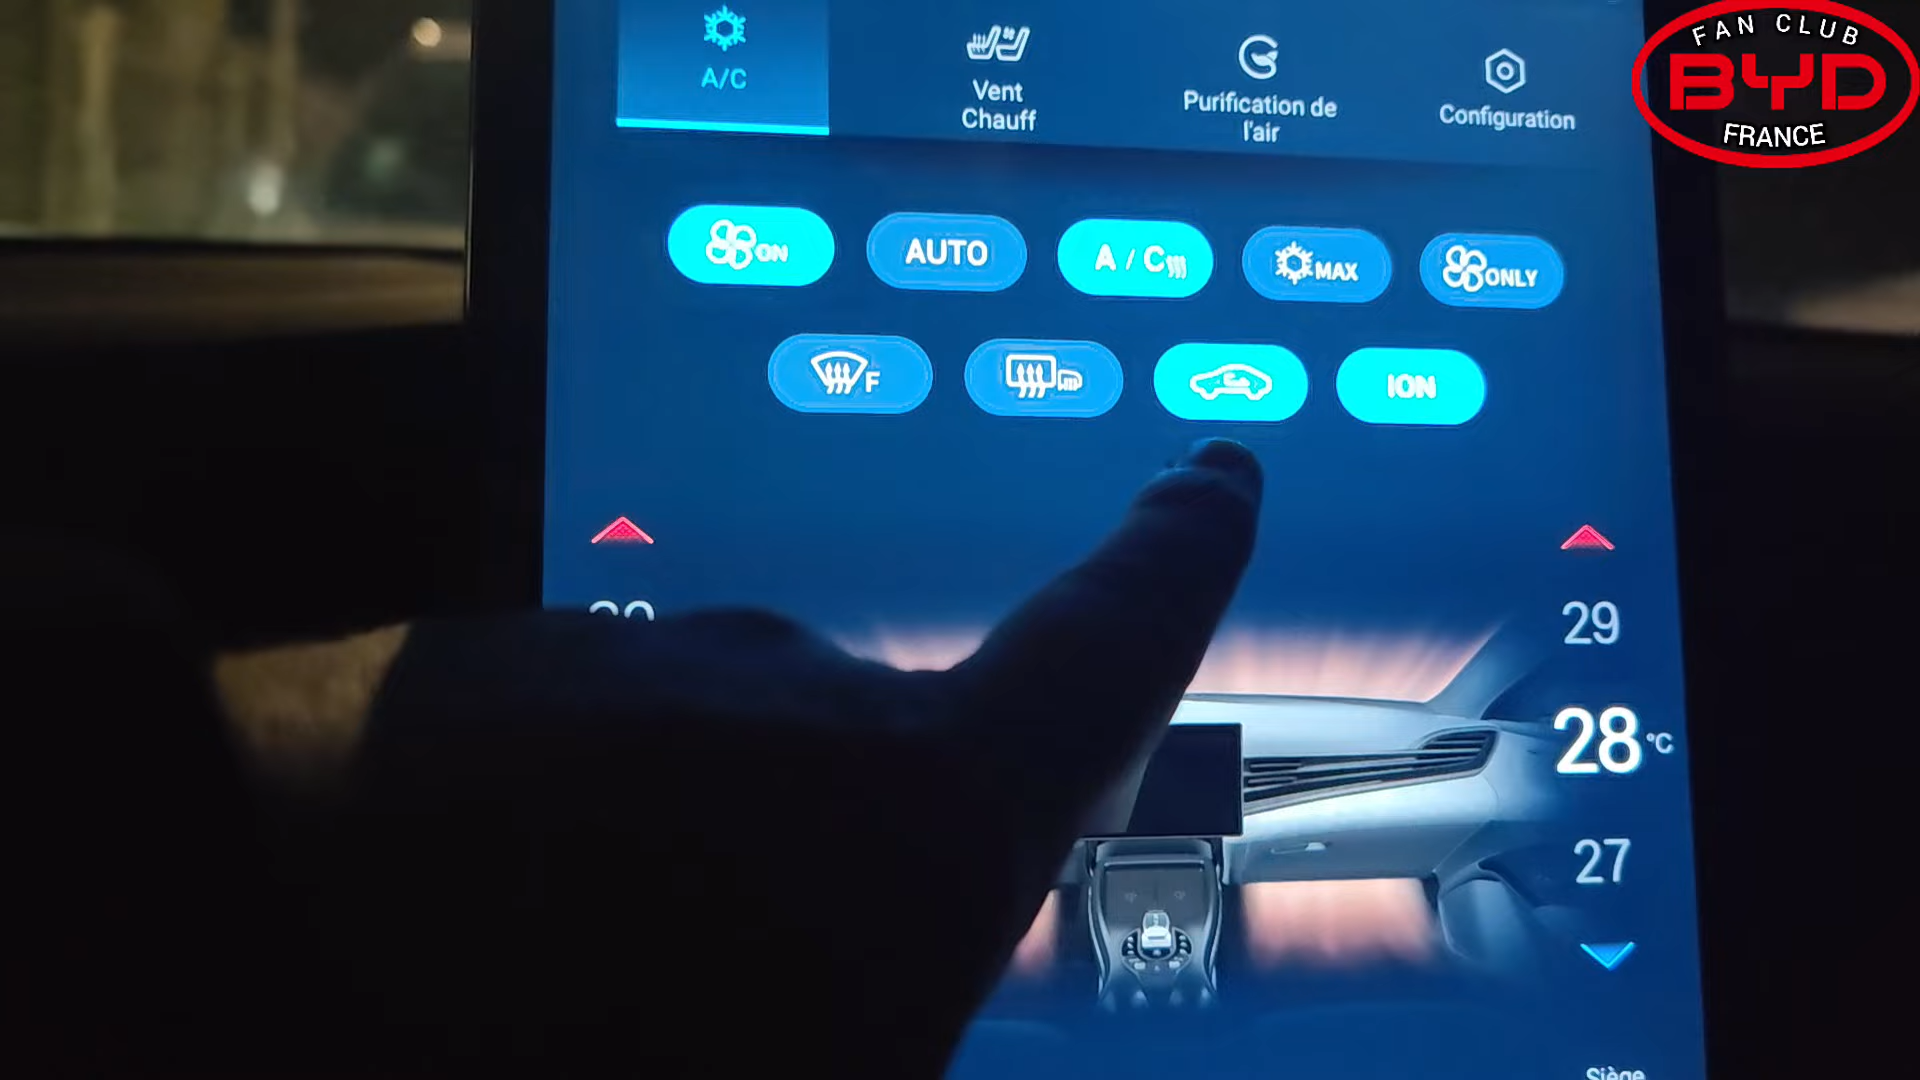 FAN CLUB
BYD
FRANCE
A/C
Vent
Chauff
Purification de
l'air
Configuration
ON
AUTO
A / C
MAX
ONLY
F
ION
29
28 °C
27